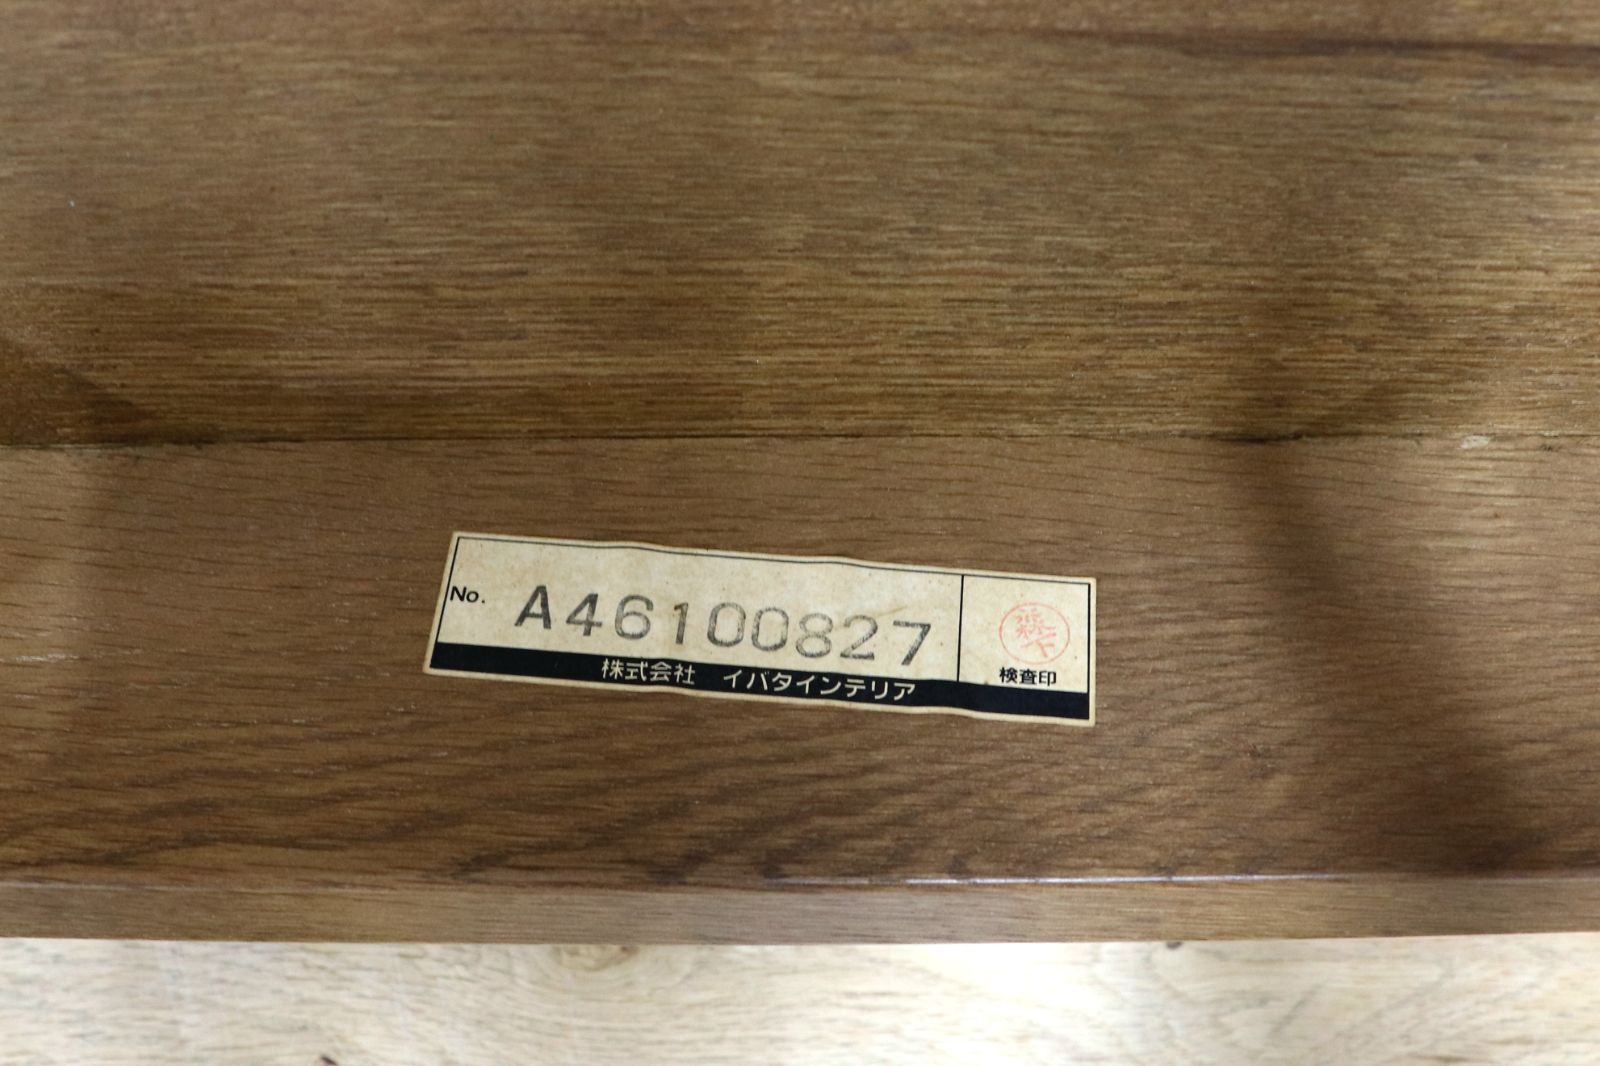 No. A46100827
検査印
株式会社 イバタインテリア